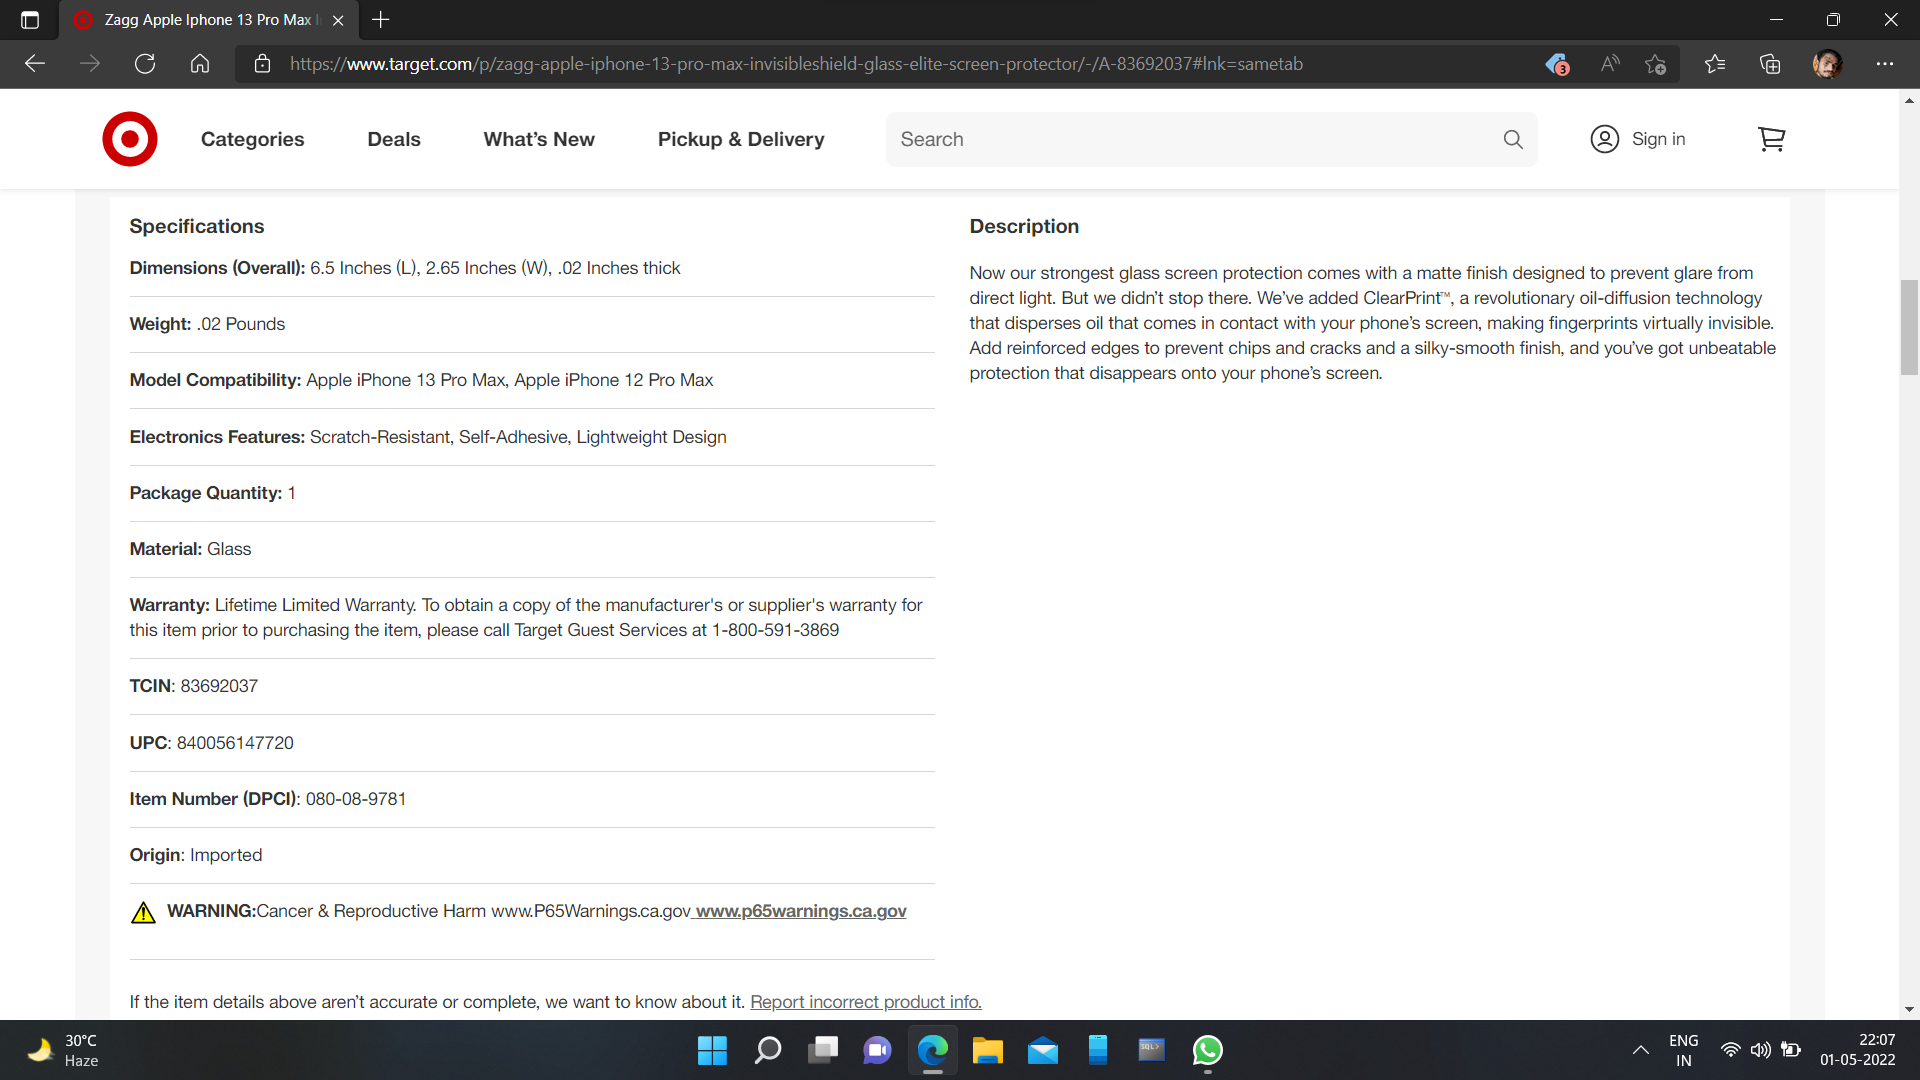 Zagg Apple Iphone 13 Pro Max I
https://www.target.com/p/zagg-apple-iphone-13-pro-max-invisibleshield-glass-elite-screen-protector/-/A-83692037#lnk=sametab
3
Categories
Deals
What's New
Pickup & Delivery
Search
Sign in
Specifications
Dimensions (Overall): 6.5 Inches (L), 2.65 Inches (W), .02 Inches thick
Weight: .02 Pounds
Model Compatibility: Apple iPhone 13 Pro Max, Apple iPhone 12 Pro Max
Electronics Features: Scratch-Resistant, Self-Adhesive, Lightweight Design
Package Quantity: 1
Material: Glass
Warranty: Lifetime Limited Warranty. To obtain a copy of the manufacturer's or supplier's warranty for
this item prior to purchasing the item, please call Target Guest Services at 1-800-591-3869
TCIN: 83692037
UPC: 840056147720
Item Number (DPCI): 080-08-9781
Origin: Imported
WARNING:Cancer & Reproductive Harm www.P65Warnings.ca.gov www.p65warnings.ca.gov
If the item details above aren't accurate or complete, we want to know about it. Report incorrect product info.
Description
Now our strongest glass screen protection comes with a matte finish designed to prevent glare from
direct light. But we didn't stop there. We've added ClearPrint™, a revolutionary oil-diffusion technology
that disperses oil that comes in contact with your phone's screen, making fingerprints virtually invisible.
Add reinforced edges to prevent chips and cracks and a silky-smooth finish, and you've got unbeatable
protection that disappears onto your phone's screen.
30°C
Haze
SQL>
ENG
IN
22:07
01-05-2022